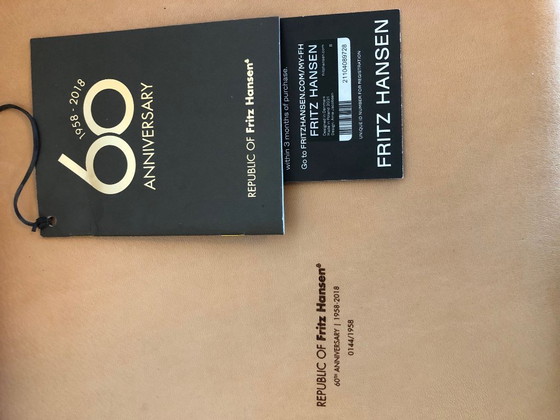 1958 - 2018
60
ANNIVERSARY
REPUBLIC OF Fritz Hansen®
within 3 months of purchase.
Go to FRITZHANSEN.COM/MY-FH
FRITZ HANSEN
21104089728
UNIQUE ID NUMBER FOR REGISTRATION
FRITZ HANSEN
REPUBLIC OF Fritz Hansen®
60th ANNIVERSARY | 1958-2018
0144/1958